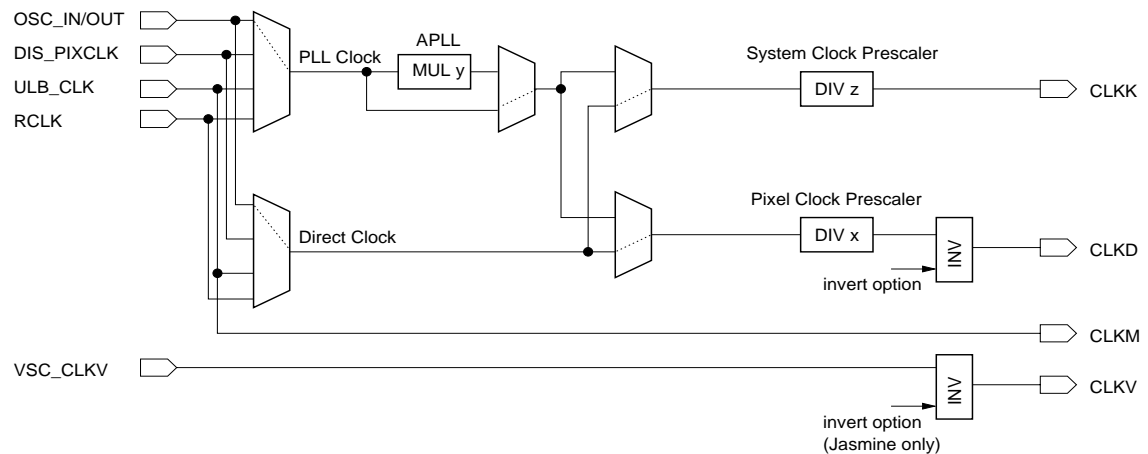 OSC_IN/OUT
DIS_PIXCLK
ULB_CLK
RCLK
PLL Clock
APLL
MUL y
System Clock Prescaler
DIV z
CLKK
Direct Clock
Pixel Clock Prescaler
DIV x
INV
invert option
CLKD
CLKM
VSC_CLKV
INV
CLKV
invert option
(Jasmine only)